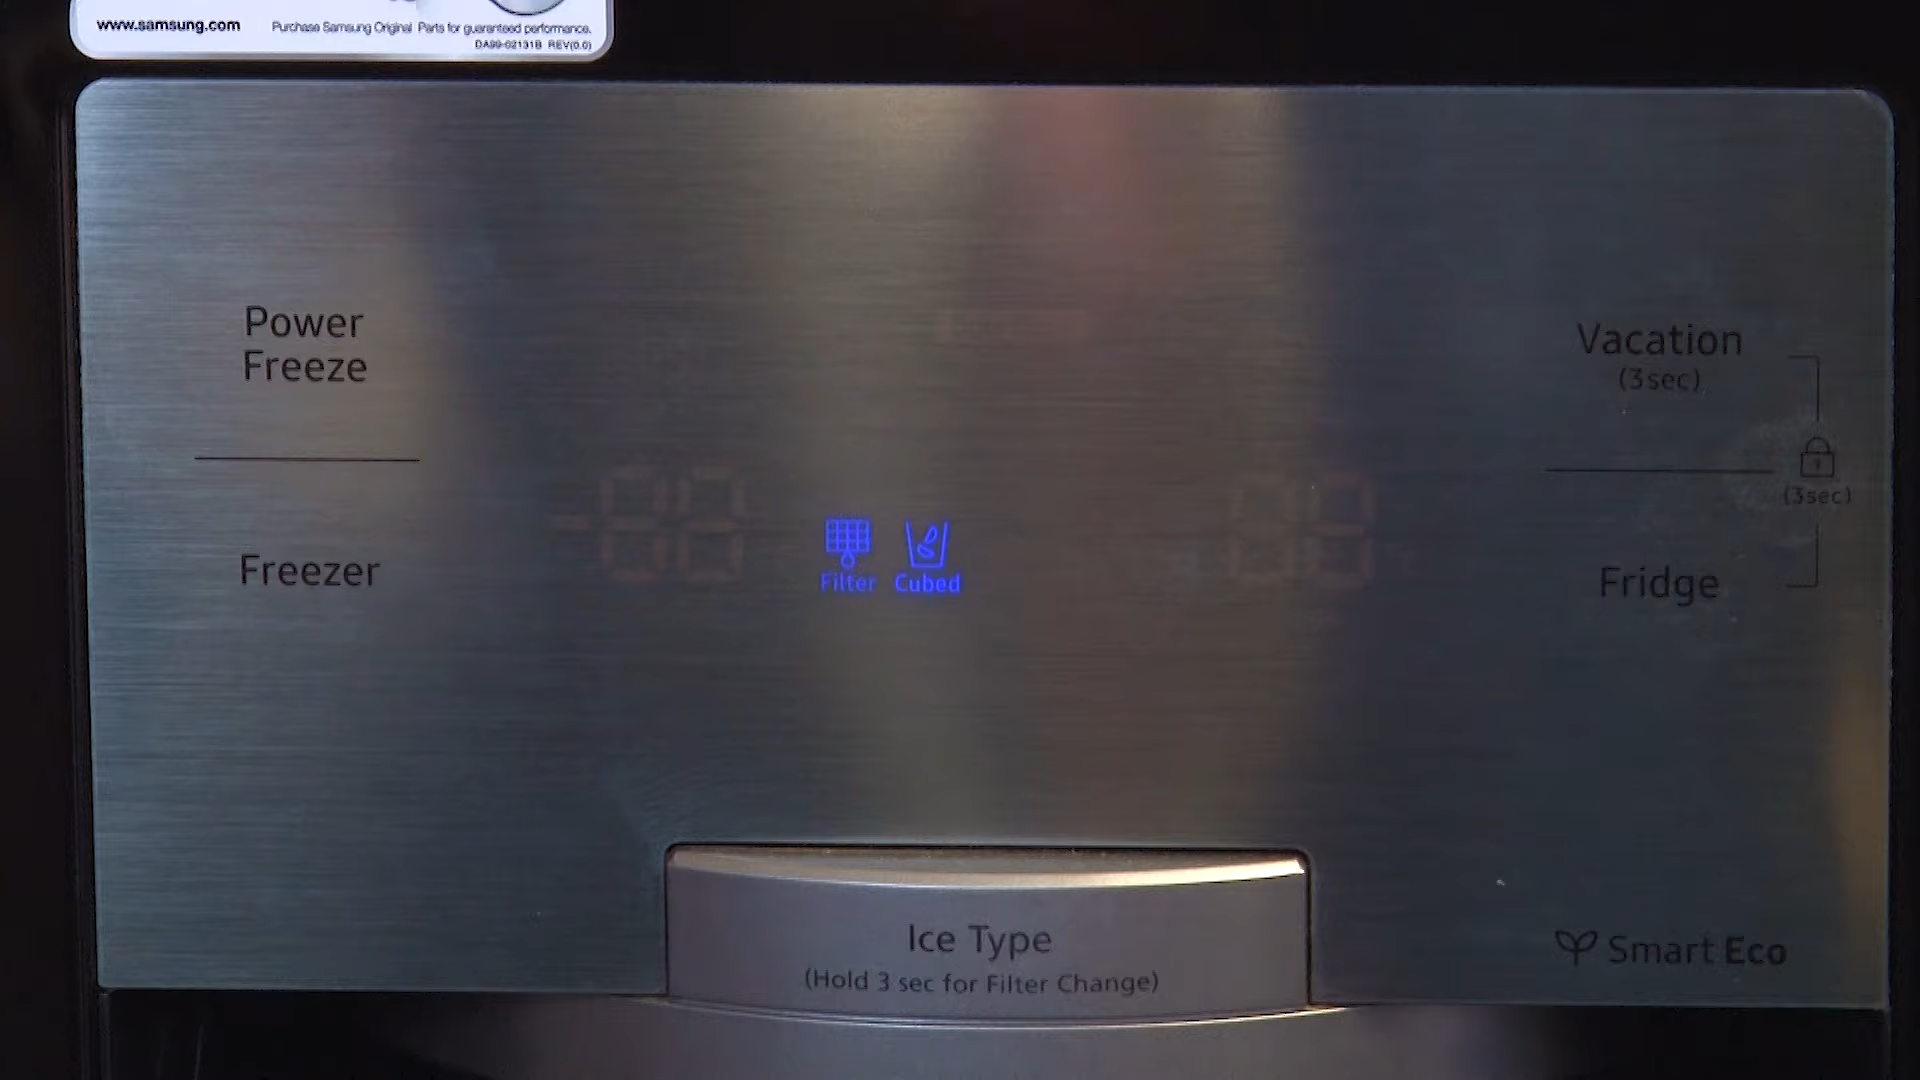 www.samsung.com
Purchase Samsung Original Parts for guaranteed performance.
DA99-02131B REV(0.0)
Power
Freeze
Freezer
Filter
Cubed
Vacation
(3sec)
(3sec)
Fridge
Ice Type
(Hold 3 sec for Filter Change)
Smart Eco